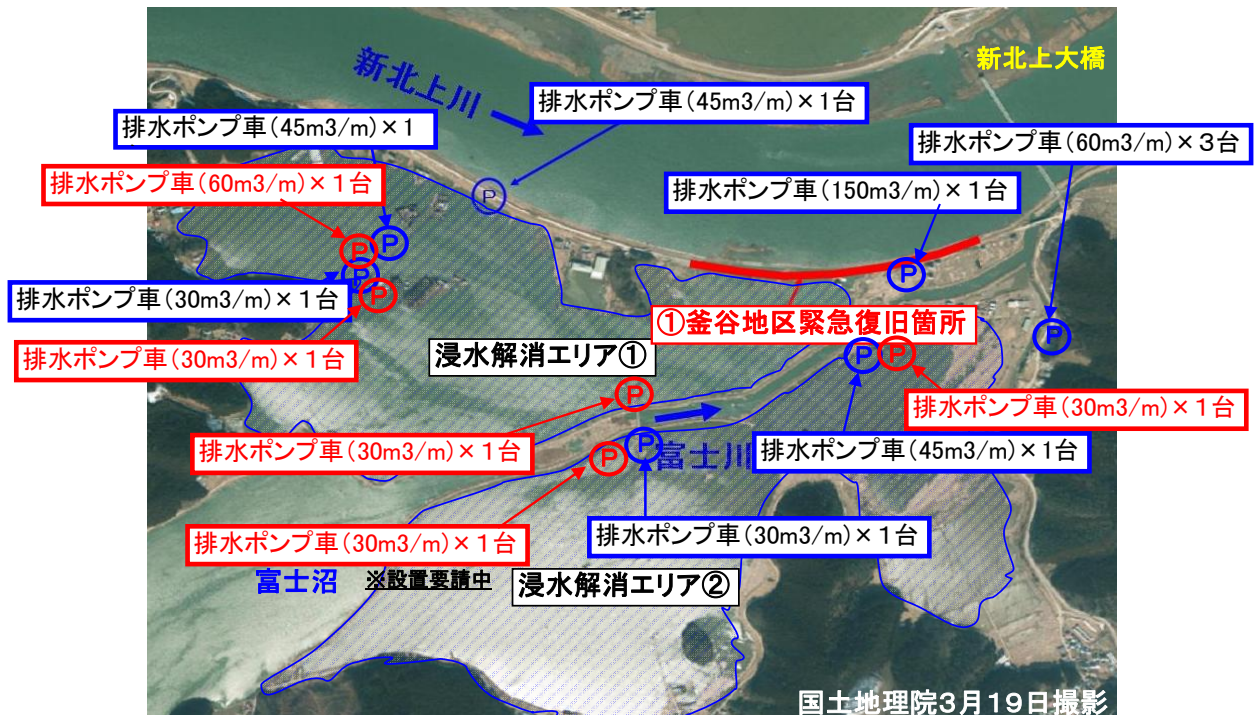 新北上大橋
新北上川
排水ポンプ車(45m3/m)×1台
排水ポンプ車(45m3/m)×1
排水ポンプ車(60m3/m)×3台
排水ポンプ車(60m3/m)×1台
排水ポンプ車(150m3/m)×1台
P
P
P
P
P
P
排水ポンプ車(30m3/m)×1台
P
①釜谷地区緊急復旧箇所
P
排水ポンプ車(30m3/m)×1台
浸水解消エリア①
P
P
P
排水ポンプ車(30m3/m)×1台
排水ポンプ車(30m3/m)×1台
P
P
富士川
排水ポンプ車(45m3/m)×1台
排水ポンプ車(30m3/m)×1台
排水ポンプ車(30m3/m)×1台
富士沼
※設置要請中
浸水解消エリア②
国土地理院3月19日撮影